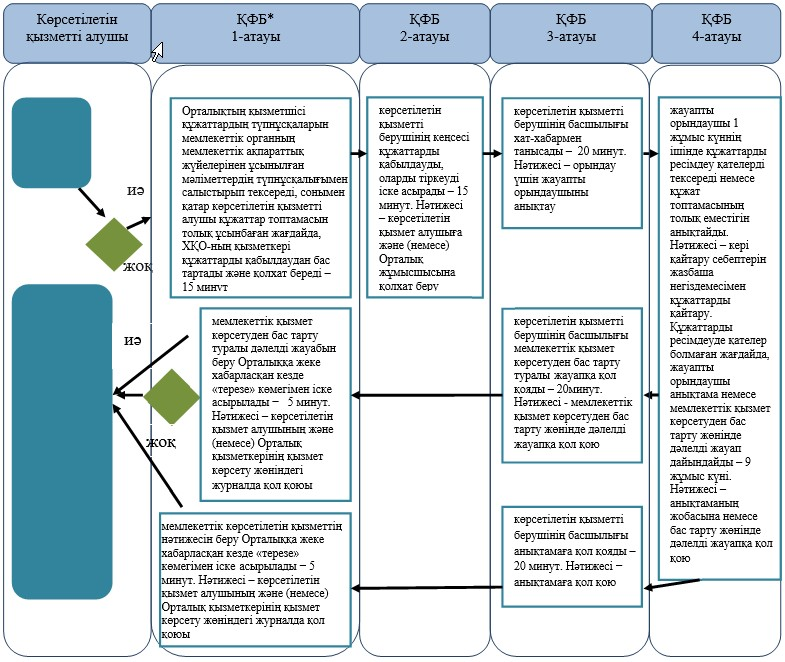 Көрсетілетін
қызметті алушы
ҚФБ*
1-атауы
ҚФБ
2-атауы
ҚФБ
3-атауы
ҚФБ
4-атауы
иә
жоқ
Орталықтың қызметшісі
құжаттардың түпнұсқаларын
мемлекеттік органның
мемлекеттік акпараттық
жүйелерінен ұсынылған
мәліметтердің түпнұсқалығымен
салыстырып тексереді, сонымен
қатар көрсетілетін қызметті
алушы құжаттар топтамасын
толық ұсынбаған жағдайда,
ХҚО-ның қызметкері
құжаттарды қабылдаудан бас
тартады және қолхат береді –
15 минут
көрсетілетін
қызметті
берушінің кеңсесі
құжаттарды
қабылдауды,
оларды тіркеуді
іске асырады – 15
минут. Нәтижесі
– көрсетілетін
қызмет алушыға
және (немесе)
Орталық
жұмысшысына
қолхат беру
көрсетілетін қызметті
берушінің басшылығы
хат-хабармен
танысады – 20 минут.
Нәтижесі – орындау
үшін жауапты
орындаушыны
анықтау
жауапты
орындаушы 1
жұмыс күннің
ішінде құжаттарды
ресімдеу қателерді
тексереді немесе
құжат
топтамасының
толық еместігін
анықтайды.
Нәтижесі – кері
қайтару себептерін
жазбаша
негіздемесімен
құжаттарды
қайтару.
Құжаттарды
ресімдеуде қателер
болмаған жағдайда,
жауапты
орындаушы
анықтама немесе
мемлекеттік қызмет
көрсетуден бас
тарту жөнінде
дәлелді жауап
дайындайды – 9
жұмыс күні.
Нәтижесі –
анықтаманың
жобасына немесе
бас тарту жөнінде
дәлелді жауапқа қол
қою
иә
жоқ
мемлекеттік қызмет
көрсетуден бас тарту
туралы дәлелді жауабын
беру Орталыққа жеке
хабарласқан кезде
«терезе» көмегімен іске
асырылады – 5 минут.
Нәтижесі – көрсетілетін
қызмет алушының және
(немесе) Орталық
қызметкерінің қызмет
көрсету жөніндегі
журналда қол қоюы
көрсетілетін қызметті
берушінің басшылығы
мемлекеттік қызмет
көрсетуден бас тарту
туралы жауапқа қол
қояды – 20минут.
Нәтижесі - мемлекеттік
қызмет көрсетуден бас
тарту жөнінде дәлелді
жауапқа қол қою
мемлекеттік көрсетілетін қызметтің
нәтижесін беру Орталыққа жеке
хабарласқан кезде «терезе»
көмегімен іске асырылады – 5
минут. Нәтижесі – көрсетілетін
қызмет алушының және (немесе)
Орталық қызметкерінің қызмет
көрсету жөніндегі журналда қол
қоюы
көрсетілетін қызметті
берушінің басшылығы
анықтамаға қол қояды –
20 минут. Нәтижесі –
анықтамаға қол қою